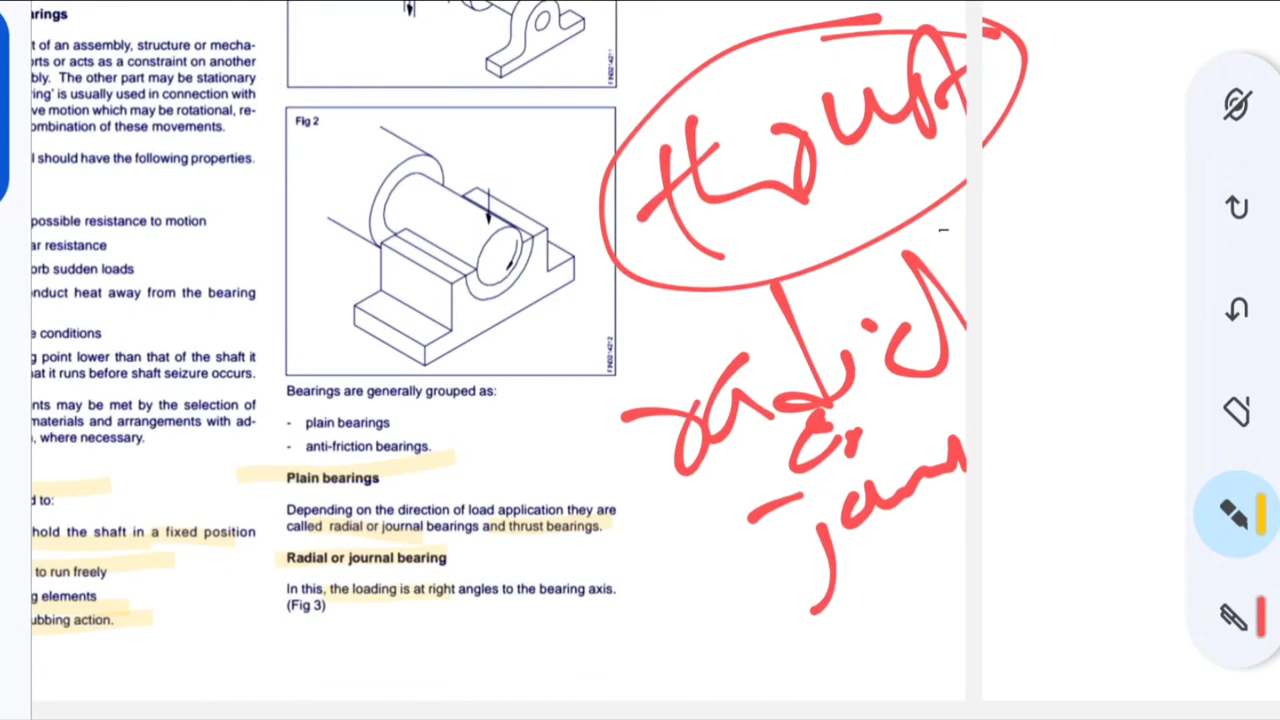 arings
t of an assembly, structure or mecha-
rts or acts as a constraint on another
bly. The other part may be stationary
ring' is usually used in connection with
ve motion which may be rotational, re-
ombination of these movements.
l should have the following properties.
possible resistance to motion
ar resistance
orb sudden loads
nduct heat away from the bearing
e conditions
g point lower than that of the shaft it
at it runs before shaft seizure occurs.
nts may be met by the selection of
materials and arrangements with ad-
, where necessary.
d to:
hold the shaft in a fixed position
to run freely
g elements
ubbing action.
Fig 2
Bearings are generally grouped as:
- plain bearings
- anti-friction bearings.
Plain bearings
Depending on the direction of load application they are
called radial or journal bearings and thrust bearings.
Radial or journal bearing
In this, the loading is at right angles to the bearing axis.
(Fig 3)
thrust
radial
or